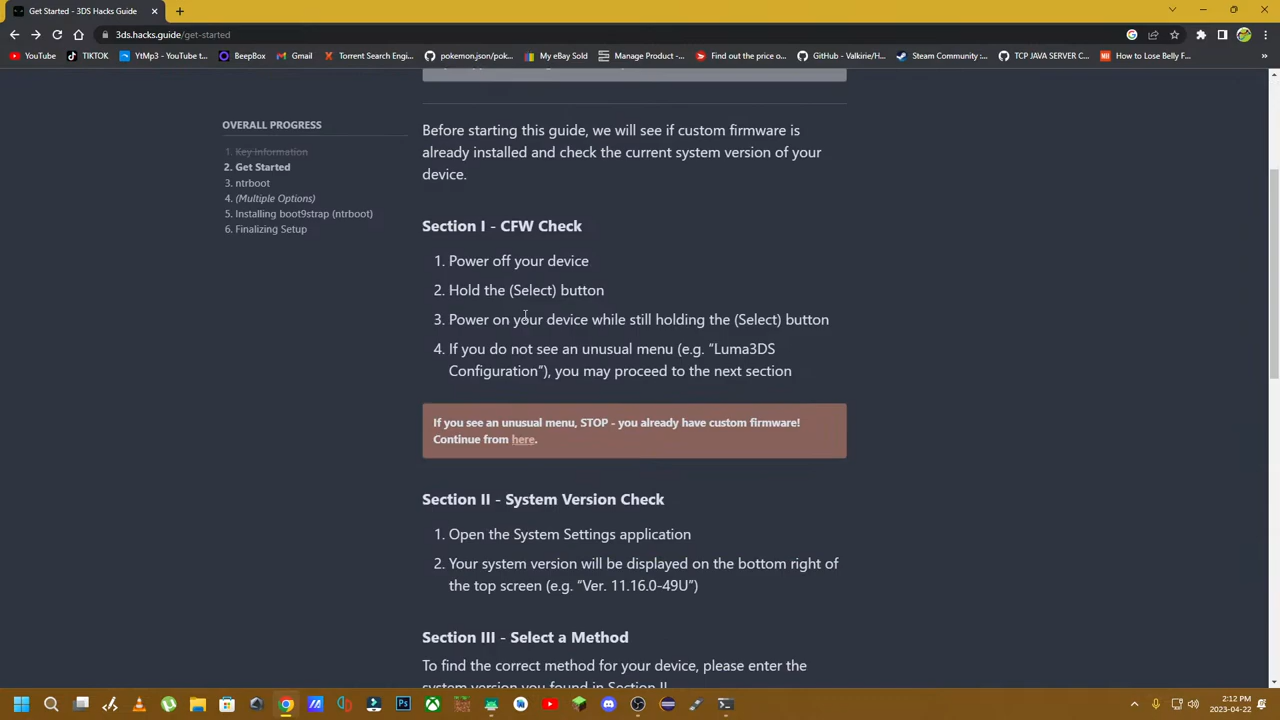 Get Started - 3DS Hacks Guide
3ds.hacks.guide/get-started
YouTube
TIKTOK
YtMp3 - YouTube t...
BeepBox
Gmail
Torrent Search Engi...
pokemon.json/pok...
My eBay Sold
Manage Product -...
Find out the price o...
GitHub - Valkirie/H...
Steam Community :...
TCP JAVA SERVER C...
How to Lose Belly F...
OVERALL PROGRESS
1. Key Information
2. Get Started
3. ntrboot
4. (Multiple Options)
5. Installing boot9strap (ntrboot)
6. Finalizing Setup
Before starting this guide, we will see if custom firmware is
already installed and check the current system version of your
device.
Section I - CFW Check
1. Power off your device
2. Hold the (Select) button
3. Power on your device while still holding the (Select) button
4. If you do not see an unusual menu (e.g. “Luma3DS
Configuration”), you may proceed to the next section
If you see an unusual menu, STOP - you already have custom firmware!
Continue from here.
Section II - System Version Check
1. Open the System Settings application
2. Your system version will be displayed on the bottom right of
the top screen (e.g. “Ver. 11.16.0-49U”)
Section III - Select a Method
To find the correct method for your device, please enter the
system version you found in Section II
2:12 PM
2023-04-22